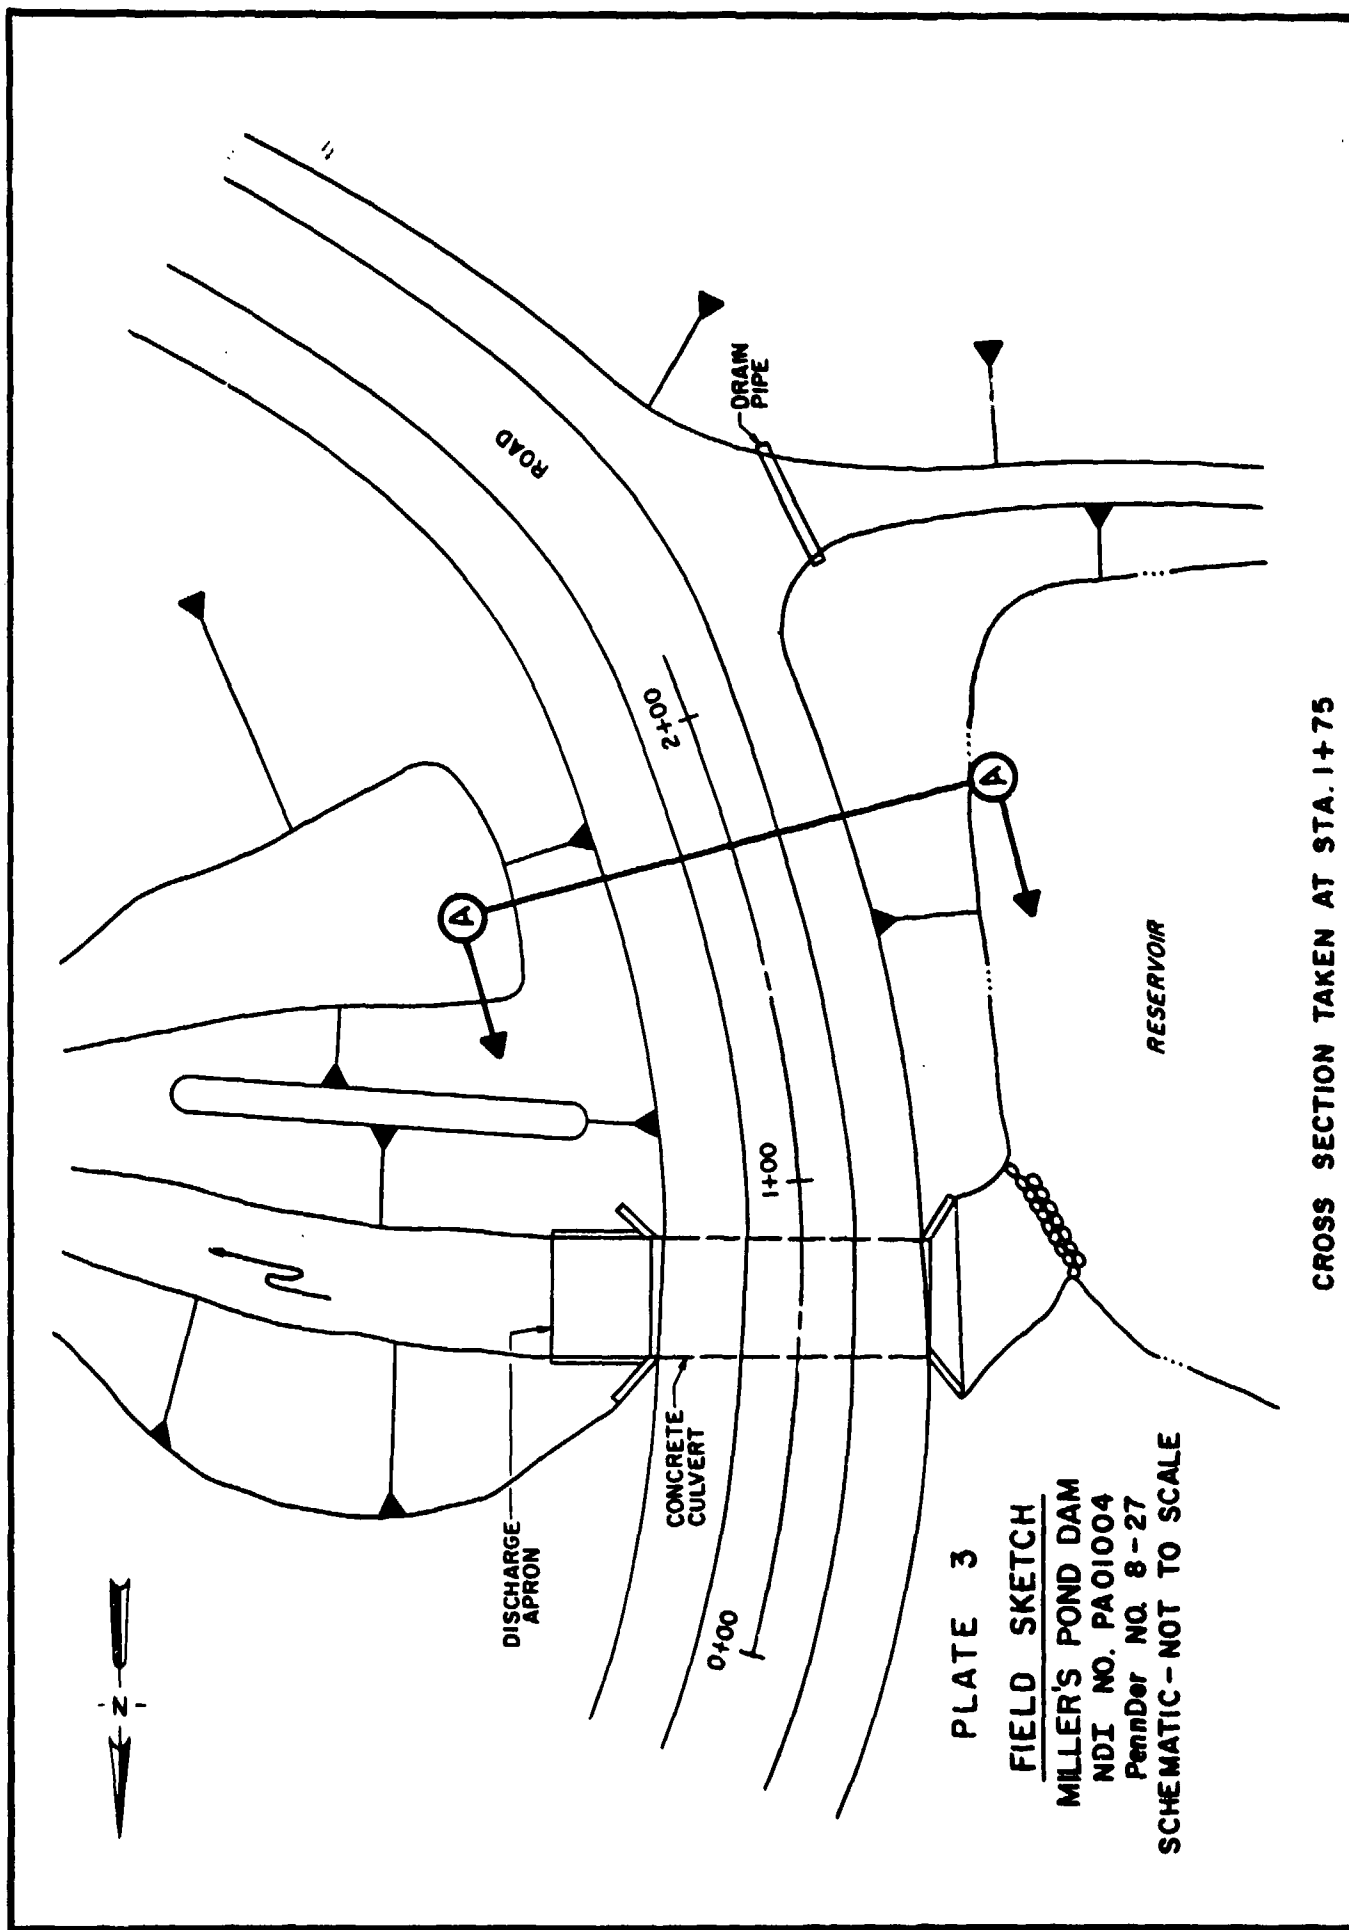 N
DISCHARGE
APRON
CONCRETE
CULVERT
ROAD
DRAIN
PIPE
0+00
1+00
2+00
A
A
RESERVOIR
PLATE 3
FIELD SKETCH
MILLER'S POND DAM
NDI NO. PA01004
PennDer NO. 8-27
SCHEMATIC-NOT TO SCALE
CROSS SECTION TAKEN AT STA. 1+75